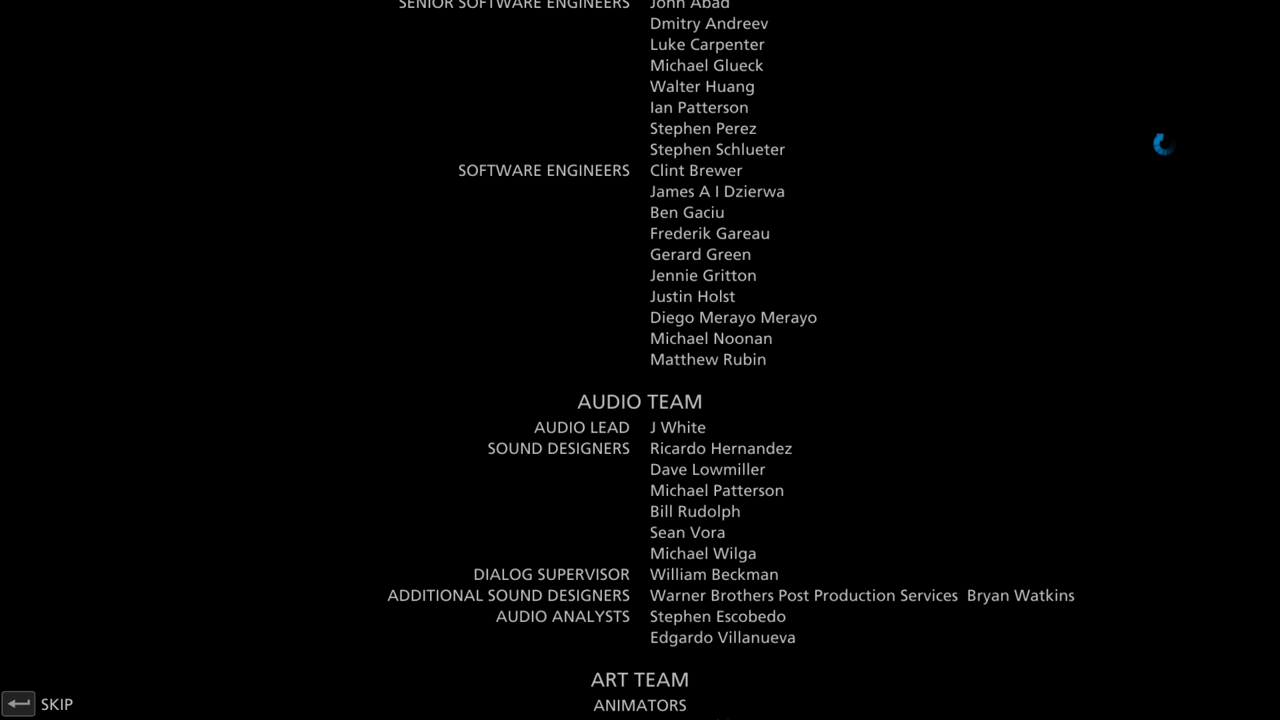 SENIOR SOFTWARE ENGINEERS John Abad
Dmitry Andreev
Luke Carpenter
Michael Glueck
Walter Huang
Ian Patterson
Stephen Perez
Stephen Schlueter
SOFTWARE ENGINEERS Clint Brewer
James A I Dzierwa
Ben Gaciu
Frederik Gareau
Gerard Green
Jennie Gritton
Justin Holst
Diego Merayo Merayo
Michael Noonan
Matthew Rubin
AUDIO TEAM
AUDIO LEAD J White
SOUND DESIGNERS Ricardo Hernandez
Dave Lowmiller
Michael Patterson
Bill Rudolph
Sean Vora
Michael Wilga
DIALOG SUPERVISOR William Beckman
ADDITIONAL SOUND DESIGNERS Warner Brothers Post Production Services Bryan Watkins
AUDIO ANALYSTS Stephen Escobedo
Edgardo Villanueva
ART TEAM
ANIMATORS
SKIP